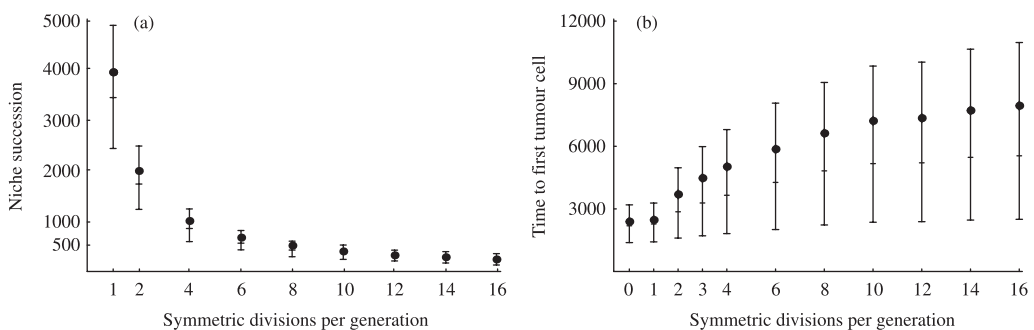 (a)
Niche succession
5000
4000
3000
2000
1000
500
1 2 4 6 8 10 12 14 16
Symmetric divisions per generation
(b)
Time to first tumour cell
12000
9000
6000
3000
0 1 2 3 4 6 8 10 12 14 16
Symmetric divisions per generation